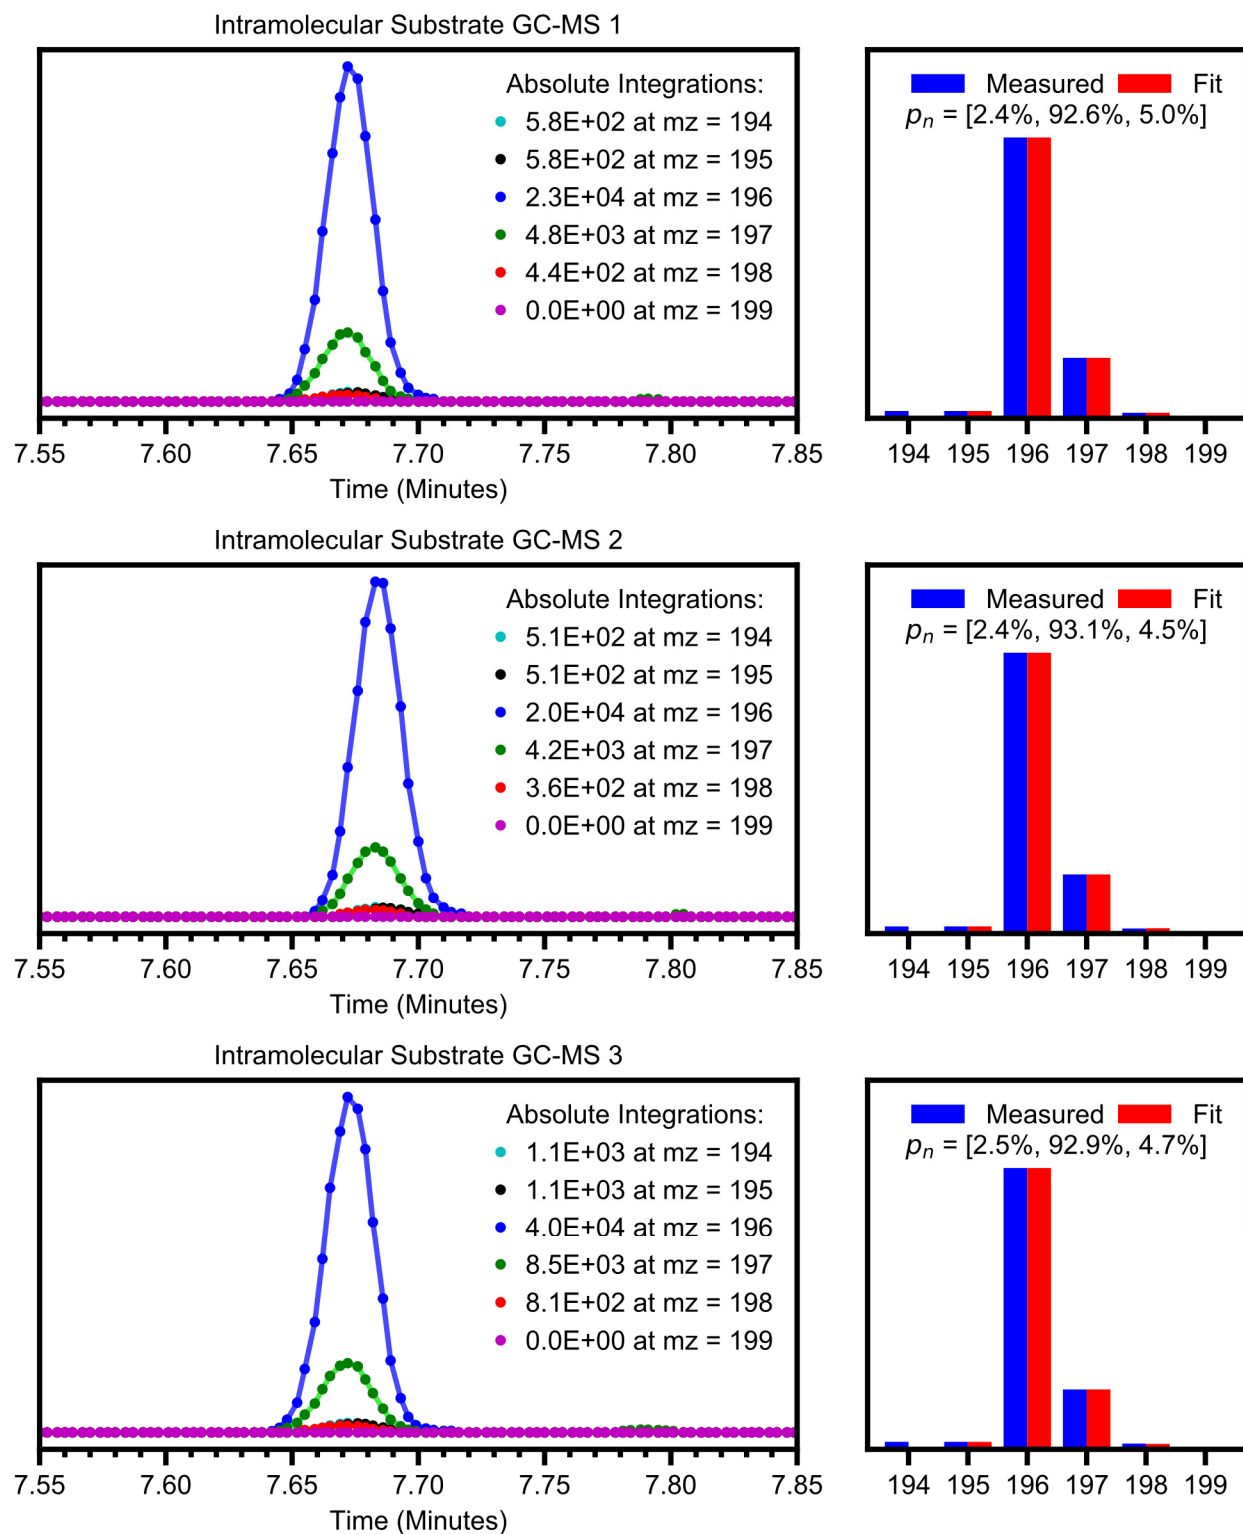 Intramolecular Substrate GC-MS 1
Absolute Integrations:
5.8E+02 at mz = 194
5.8E+02 at mz = 195
2.3E+04 at mz = 196
4.8E+03 at mz = 197
4.4E+02 at mz = 198
0.0E+00 at mz = 199
7.55 7.60 7.65 7.70 7.75 7.80 7.85
Time (Minutes)
Measured Fit
pₙ = [2.4%, 92.6%, 5.0%]
194 195 196 197 198 199
Intramolecular Substrate GC-MS 2
Absolute Integrations:
5.1E+02 at mz = 194
5.1E+02 at mz = 195
2.0E+04 at mz = 196
4.2E+03 at mz = 197
3.6E+02 at mz = 198
0.0E+00 at mz = 199
7.55 7.60 7.65 7.70 7.75 7.80 7.85
Time (Minutes)
Measured Fit
pₙ = [2.4%, 93.1%, 4.5%]
194 195 196 197 198 199
Intramolecular Substrate GC-MS 3
Absolute Integrations:
1.1E+03 at mz = 194
1.1E+03 at mz = 195
4.0E+04 at mz = 196
8.5E+03 at mz = 197
8.1E+02 at mz = 198
0.0E+00 at mz = 199
7.55 7.60 7.65 7.70 7.75 7.80 7.85
Time (Minutes)
Measured Fit
pₙ = [2.5%, 92.9%, 4.7%]
194 195 196 197 198 199